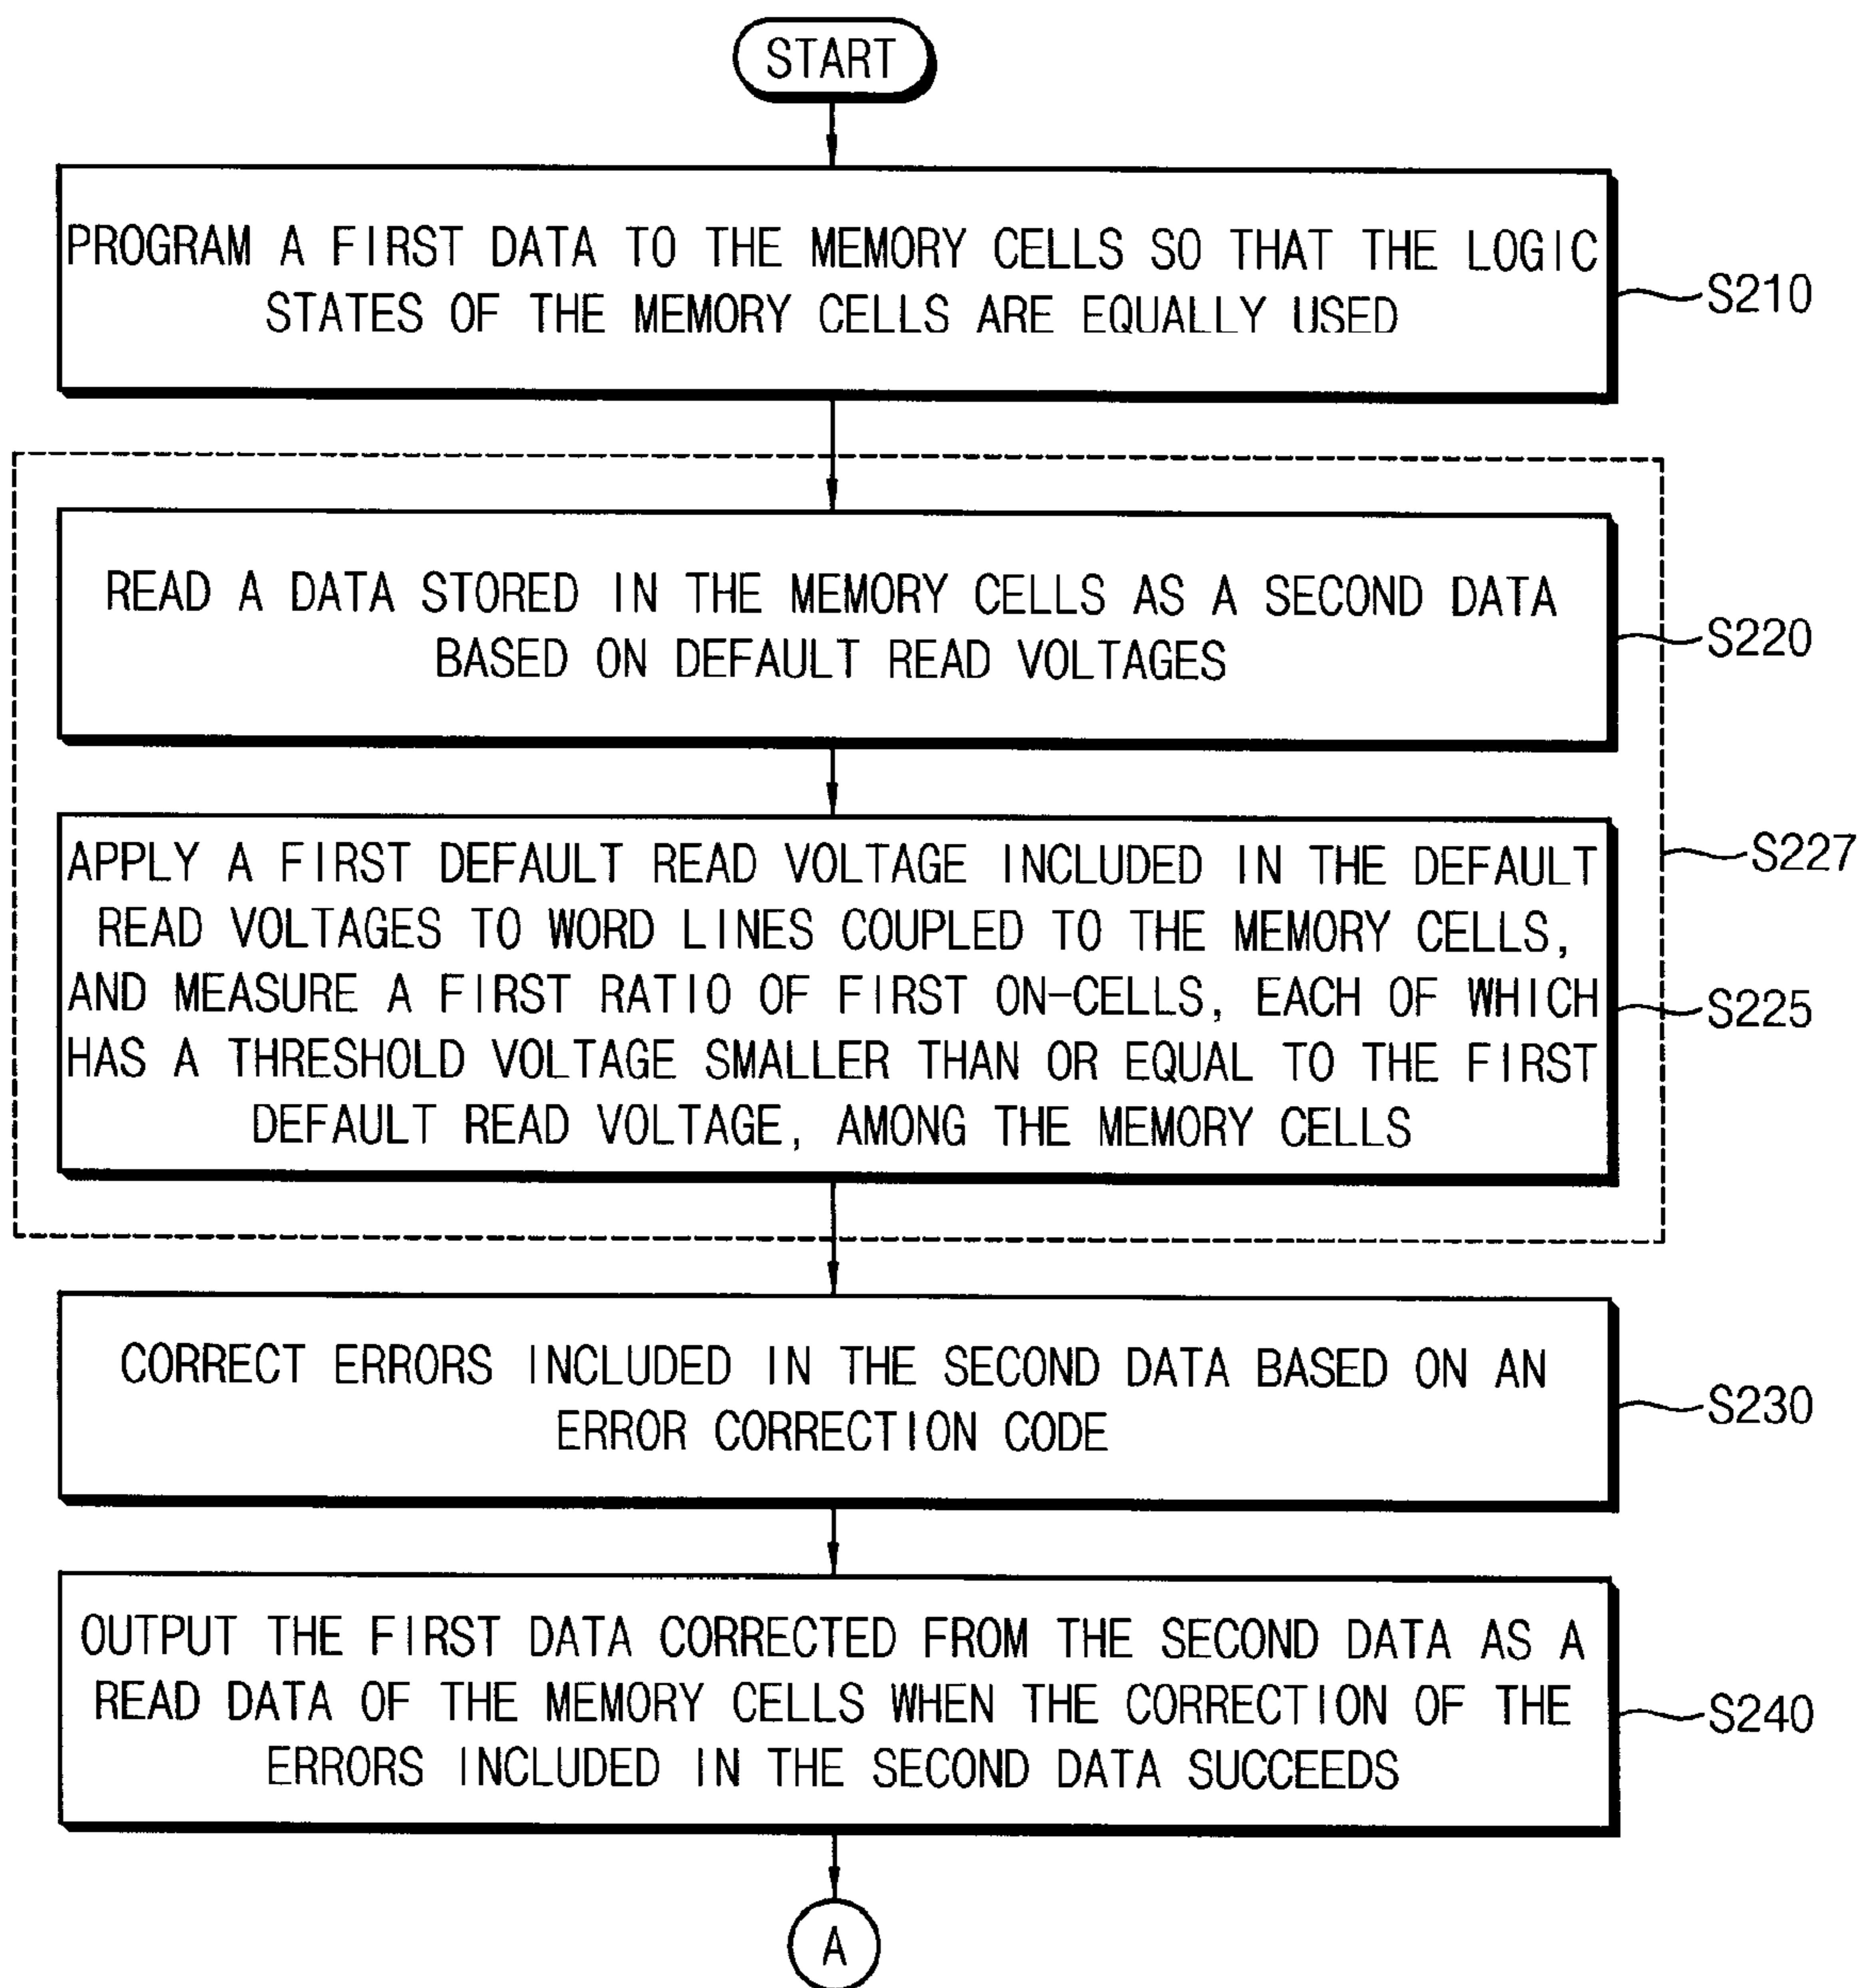 START
PROGRAM A FIRST DATA TO THE MEMORY CELLS SO THAT THE LOGIC
STATES OF THE MEMORY CELLS ARE EQUALLY USED
S210
READ A DATA STORED IN THE MEMORY CELLS AS A SECOND DATA
BASED ON DEFAULT READ VOLTAGES
S220
APPLY A FIRST DEFAULT READ VOLTAGE INCLUDED IN THE DEFAULT
READ VOLTAGES TO WORD LINES COUPLED TO THE MEMORY CELLS,
AND MEASURE A FIRST RATIO OF FIRST ON-CELLS, EACH OF WHICH
HAS A THRESHOLD VOLTAGE SMALLER THAN OR EQUAL TO THE FIRST
DEFAULT READ VOLTAGE, AMONG THE MEMORY CELLS
S227
S225
CORRECT ERRORS INCLUDED IN THE SECOND DATA BASED ON AN
ERROR CORRECTION CODE
S230
OUTPUT THE FIRST DATA CORRECTED FROM THE SECOND DATA AS A
READ DATA OF THE MEMORY CELLS WHEN THE CORRECTION OF THE
ERRORS INCLUDED IN THE SECOND DATA SUCCEEDS
S240
A